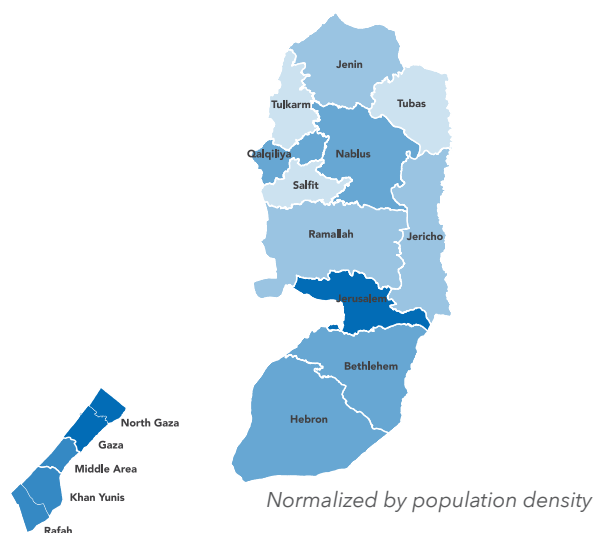 Jenin
Tulkarm
Tubas
Qalqiliya
Nablus
Salfit
Ramallah
Jericho
Jerusalem
Bethlehem
Hebron
North Gaza
Gaza
Middle Area
Khan Yunis
Rafah
Normalized by population density